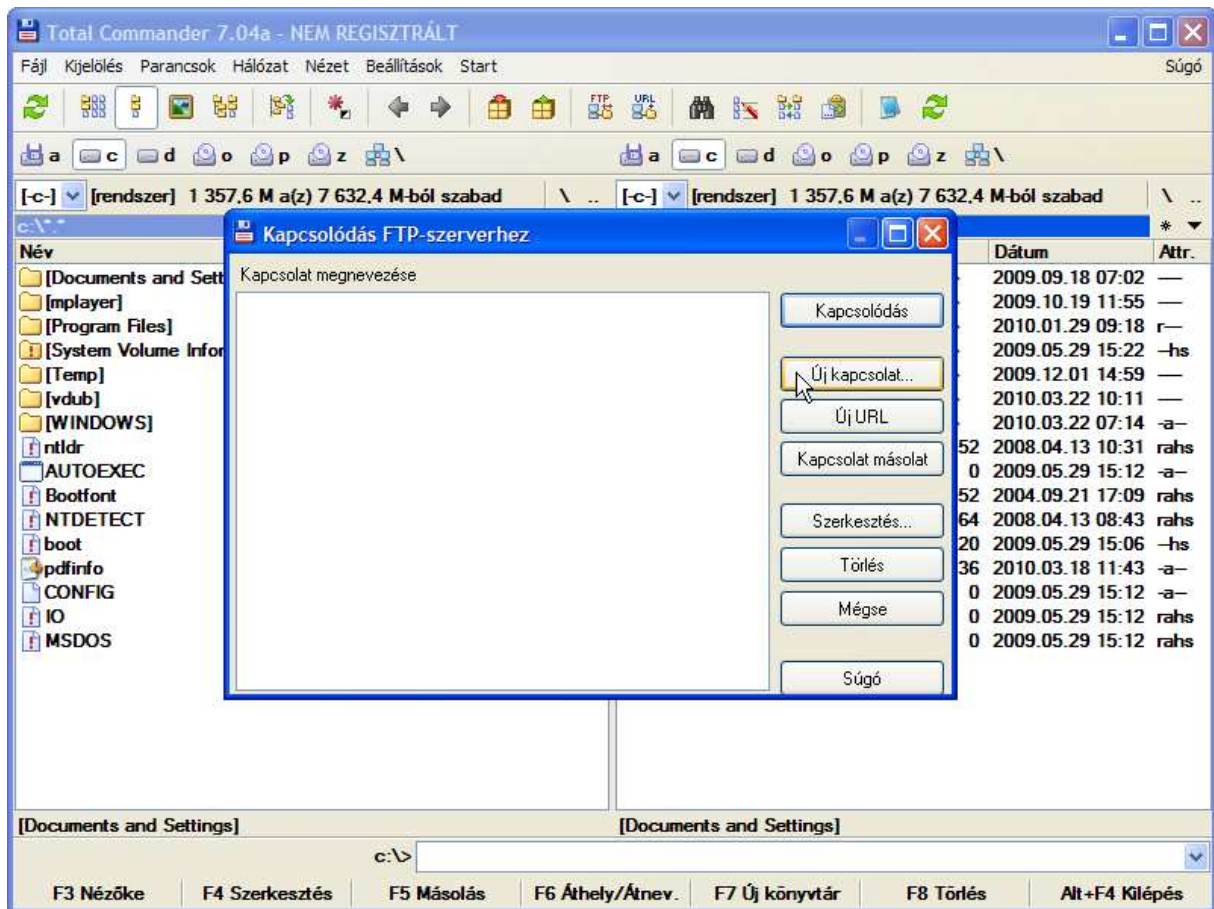 Total Commander 7.04a - NEM REGISZTRÁLT
Fájl Kijelölés Parancsok Hálózat Nézet Beállítások Start Súgó
FTP URL
a c d o p z \ a c d o p z \
[-c-] [rendszer] 1 357,6 M a(z) 7 632,4 M-ból szabad \ .. [-c-] [rendszer] 1 357,6 M a(z) 7 632,4 M-ból szabad \ ..
c:\*.* * ▼
Kapcsolódás FTP-szerverhez
Név Dátum Attr.
Kapcsolat megnevezése
[Documents and Sett 2009.09.18 07:02 ----
[mplayer] 2009.10.19 11:55 ----
Kapcsolódás
[Program Files] 2010.01.29 09:18 r---
[System Volume Infor 2009.05.29 15:22 --hs
[Temp] Új kapcsolat... 2009.12.01 14:59 ----
[vdub] 2010.03.22 10:11 ----
[WINDOWS] Új URL 2010.03.22 07:14 -a--
ntldr 52 2008.04.13 10:31 rahs
AUTOEXEC Kapcsolat másolat 0 2009.05.29 15:12 -a--
Bootfont 52 2004.09.21 17:09 rahs
NTDETECT Szerkesztés... 64 2008.04.13 08:43 rahs
boot 20 2009.05.29 15:06 --hs
pdfinfo Törlés 36 2010.03.18 11:43 -a--
CONFIG 0 2009.05.29 15:12 -a--
IO Mégse 0 2009.05.29 15:12 rahs
MSDOS 0 2009.05.29 15:12 rahs
Súgó
[Documents and Settings] [Documents and Settings]
c:\>
F3 Nézőke F4 Szerkesztés F5 Másolás F6 Áthely/Átnev. F7 Új könyvtár F8 Törlés Alt+F4 Kilépés